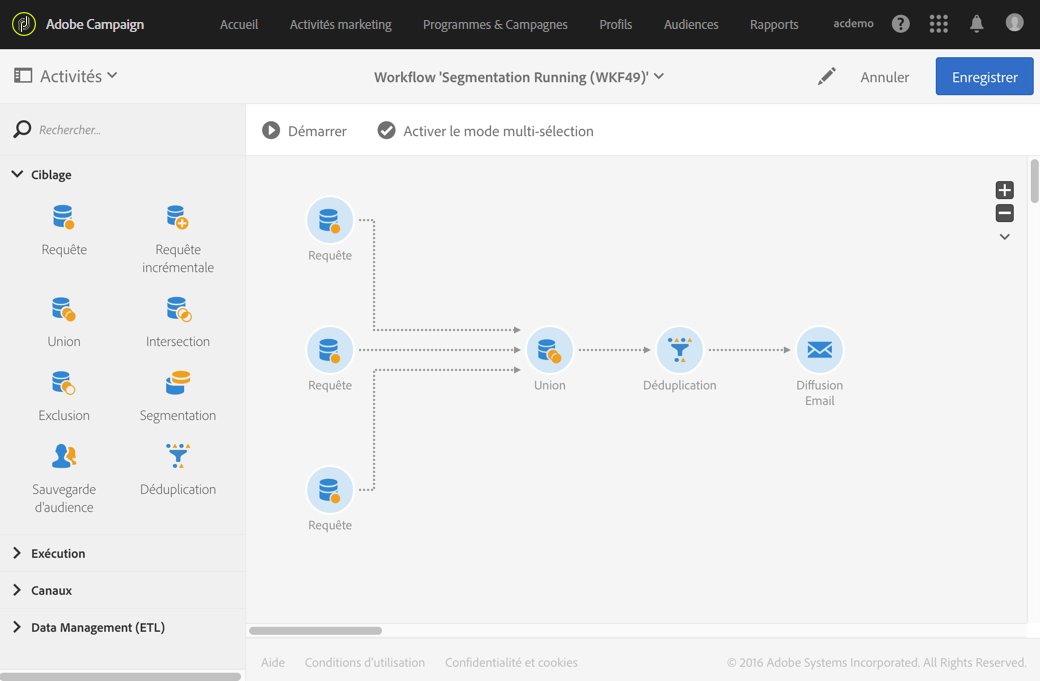 Adobe Campaign
Accueil
Activités marketing
Programmes & Campagnes
Profils
Audiences
Rapports
acdemo
Activités
Workflow 'Segmentation Running (WKF49)'
Annuler
Enregistrer
Rechercher...
Démarrer
Activer le mode multi-sélection
Ciblage
Requête
Requête
incrémentale
Union
Intersection
Exclusion
Segmentation
Sauvegarde
d'audience
Déduplication
Exécution
Canaux
Data Management (ETL)
Requête
Requête
Union
Déduplication
Diffusion
Email
Requête
Aide
Conditions d'utilisation
Confidentialité et cookies
© 2016 Adobe Systems Incorporated. All Rights Reserved.